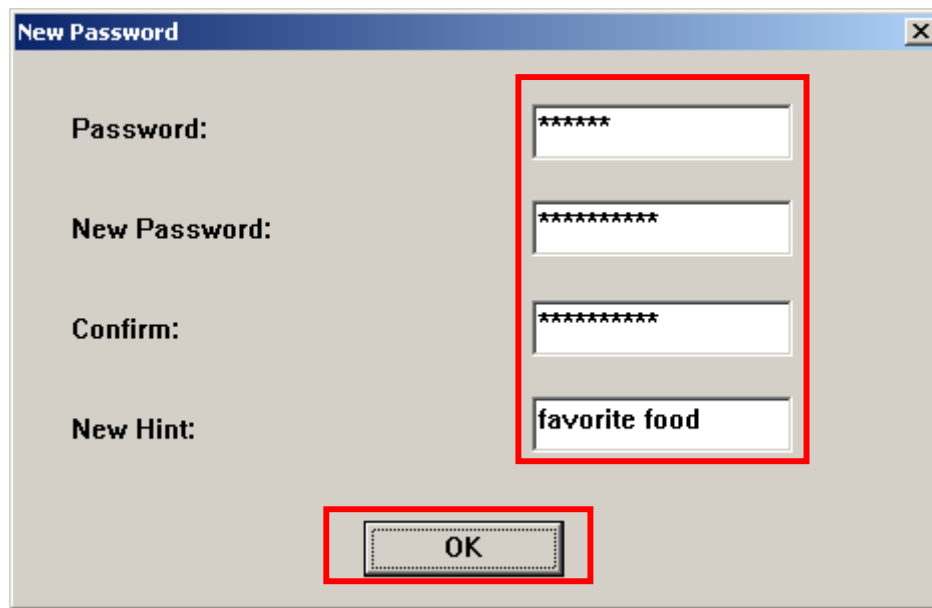 New Password
Password: ******
New Password: **********
Confirm: **********
New Hint: favorite food
OK